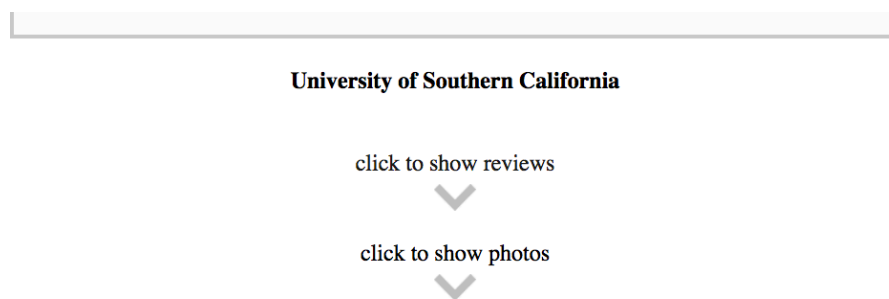 University of Southern California
click to show reviews
click to show photos